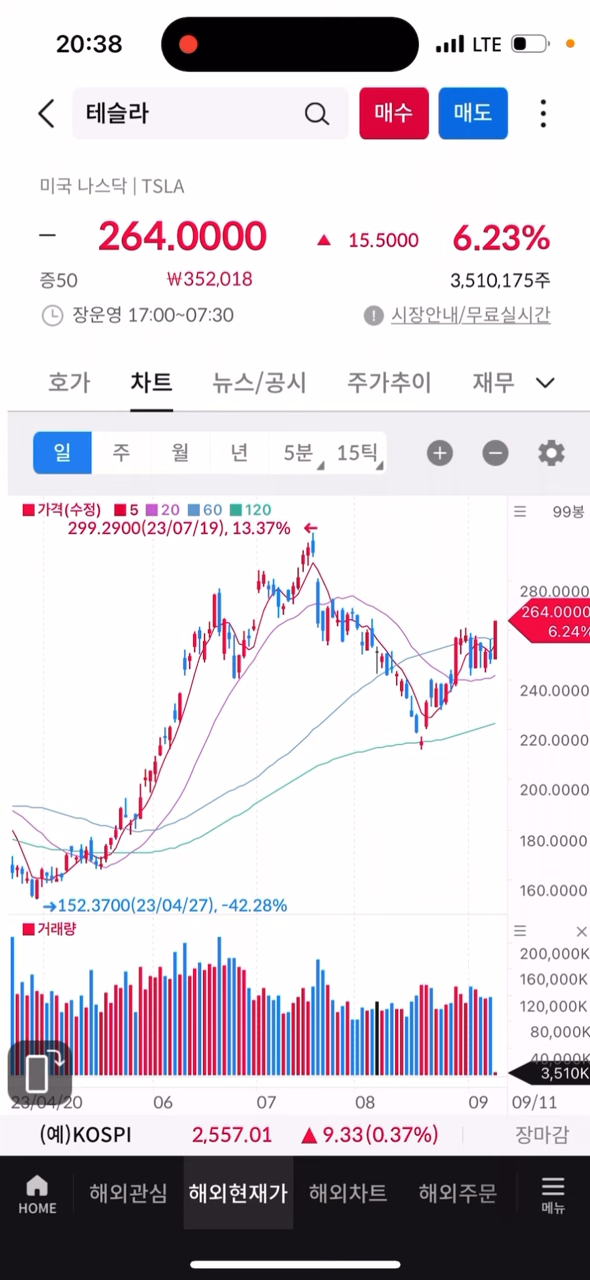 20:38 LTE
테슬라 매수 매도
미국 나스닥 | TSLA
264.0000 ▲ 15.5000 6.23%
증50 ₩352,018 3,510,175주
장운영 17:00~07:30 ! 시장안내/무료실시간
호가 차트 뉴스/공시 주가추이 재무
일 주 월 년 5분 15틱
가격(수정) 5 20 60 120 99봉
299.2900(23/07/19), 13.37% ←
280.0000
264.0000
6.24%
240.0000
220.0000
200.0000
180.0000
160.0000
→152.3700(23/04/27), -42.28%
거래량
200,000K
160,000K
120,000K
80,000K
40,000K
3,510K
23/04/20 06 07 08 09 09/11
(예)KOSPI 2,557.01 ▲ 9.33(0.37%) 장마감
HOME 해외관심 해외현재가 해외차트 해외주문 메뉴